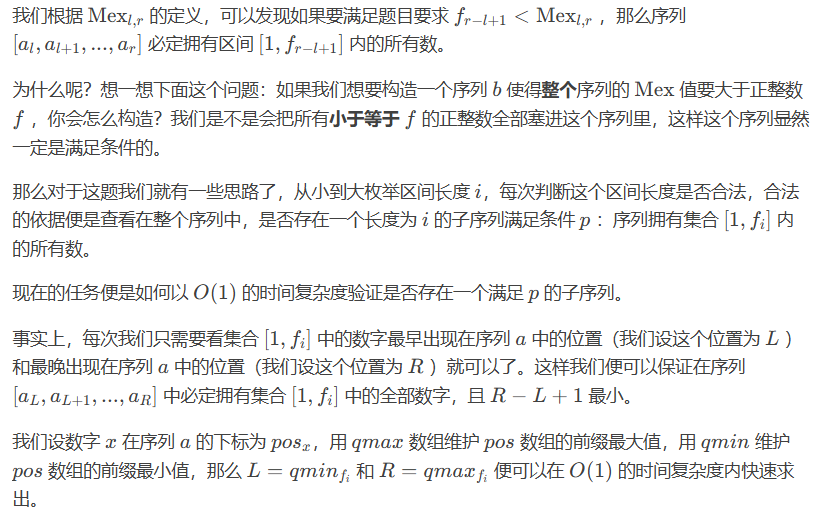 我们根据 Mex_{l,r} 的定义，可以发现如果要满足题目要求 f_{r−l+1} < Mex_{l,r} ，那么序列
[a_l, a_{l+1}, ..., a_r] 必定拥有区间 [1, f_{r−l+1}] 内的所有数。
为什么呢？想一想下面这个问题：如果我们想要构造一个序列 b 使得整个序列的 Mex 值要大于正整数
f ，你会怎么构造？我们是不是会把所有小于等于 f 的正整数全部塞进这个序列里，这样这个序列显然
一定是满足条件的。
那么对于这题我们就有一些思路了，从小到大枚举区间长度 i，每次判断这个区间长度是否合法，合法
的依据便是查看在整个序列中，是否存在一个长度为 i 的子序列满足条件 p ：序列拥有集合 [1, f_i] 内
的所有数。
现在的任务便是如何以 O(1) 的时间复杂度验证是否存在一个满足 p 的子序列。
事实上，每次我们只需要看集合 [1, f_i] 中的数字最早出现在序列 a 中的位置（我们设这个位置为 L ）
和最晚出现在序列 a 中的位置（我们设这个位置为 R ）就可以了。这样我们便可以保证在序列
[a_L, a_{L+1}, ..., a_R] 中必定拥有集合 [1, f_i] 中的全部数字，且 R − L + 1 最小。
我们设数字 x 在序列 a 的下标为 pos_x，用 qmax 数组维护 pos 数组的前缀最大值，用 qmin 维护
pos 数组的前缀最小值，那么 L = qmin_{f_i} 和 R = qmax_{f_i} 便可以在 O(1) 的时间复杂度内快速求
出。